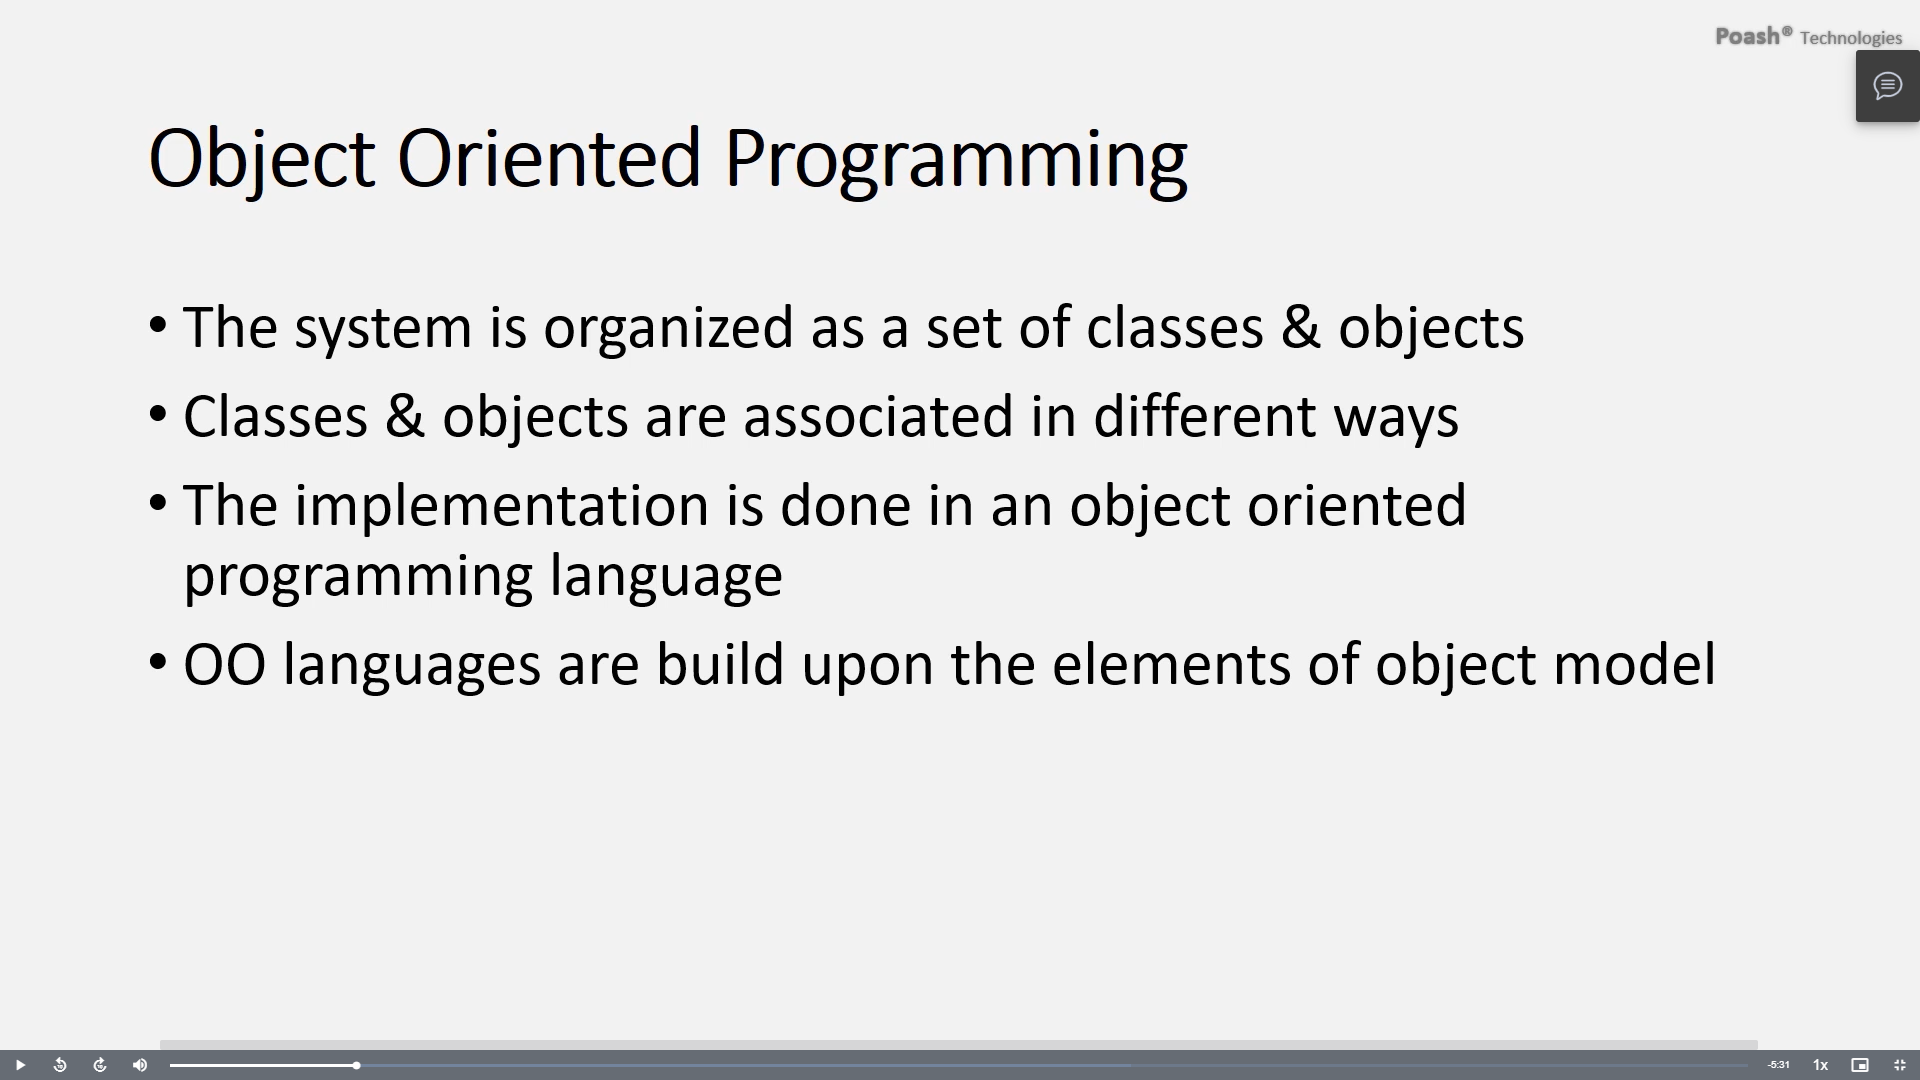 Poash® Technologies
Object Oriented Programming
• The system is organized as a set of classes & objects
• Classes & objects are associated in different ways
• The implementation is done in an object oriented
programming language
• OO languages are build upon the elements of object model
-5:31 1x